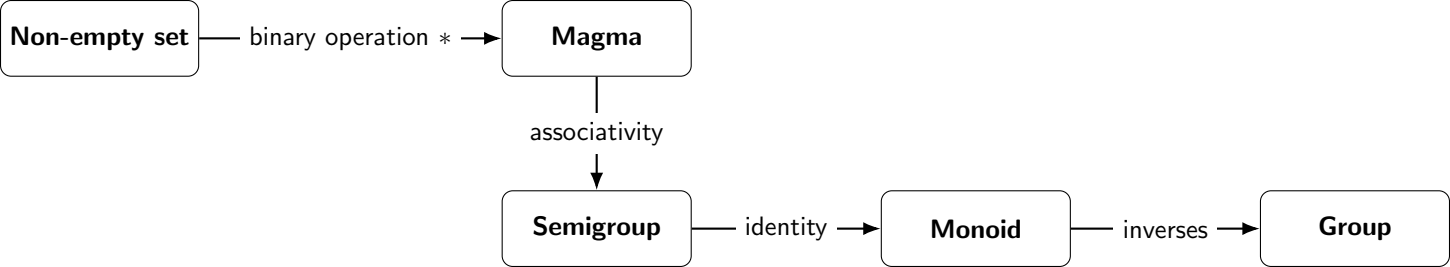 Non-empty set
binary operation ∗
Magma
associativity
Semigroup
identity
Monoid
inverses
Group